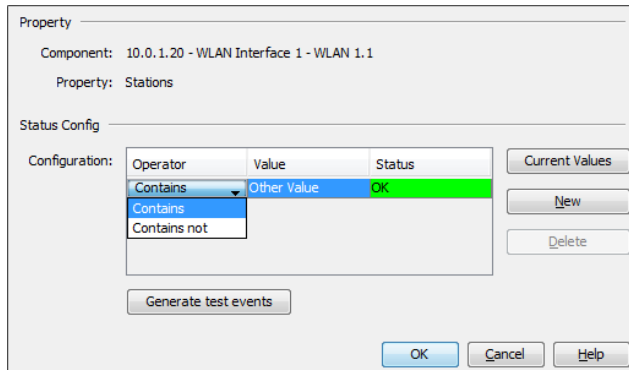 Property
Component: 10.0.1.20 - WLAN Interface 1 - WLAN 1.1
Property: Stations
Status Config
Configuration:
Operator Value Status
Contains Other Value OK
Contains
Contains not
Current Values
New
Delete
Generate test events
OK Cancel Help